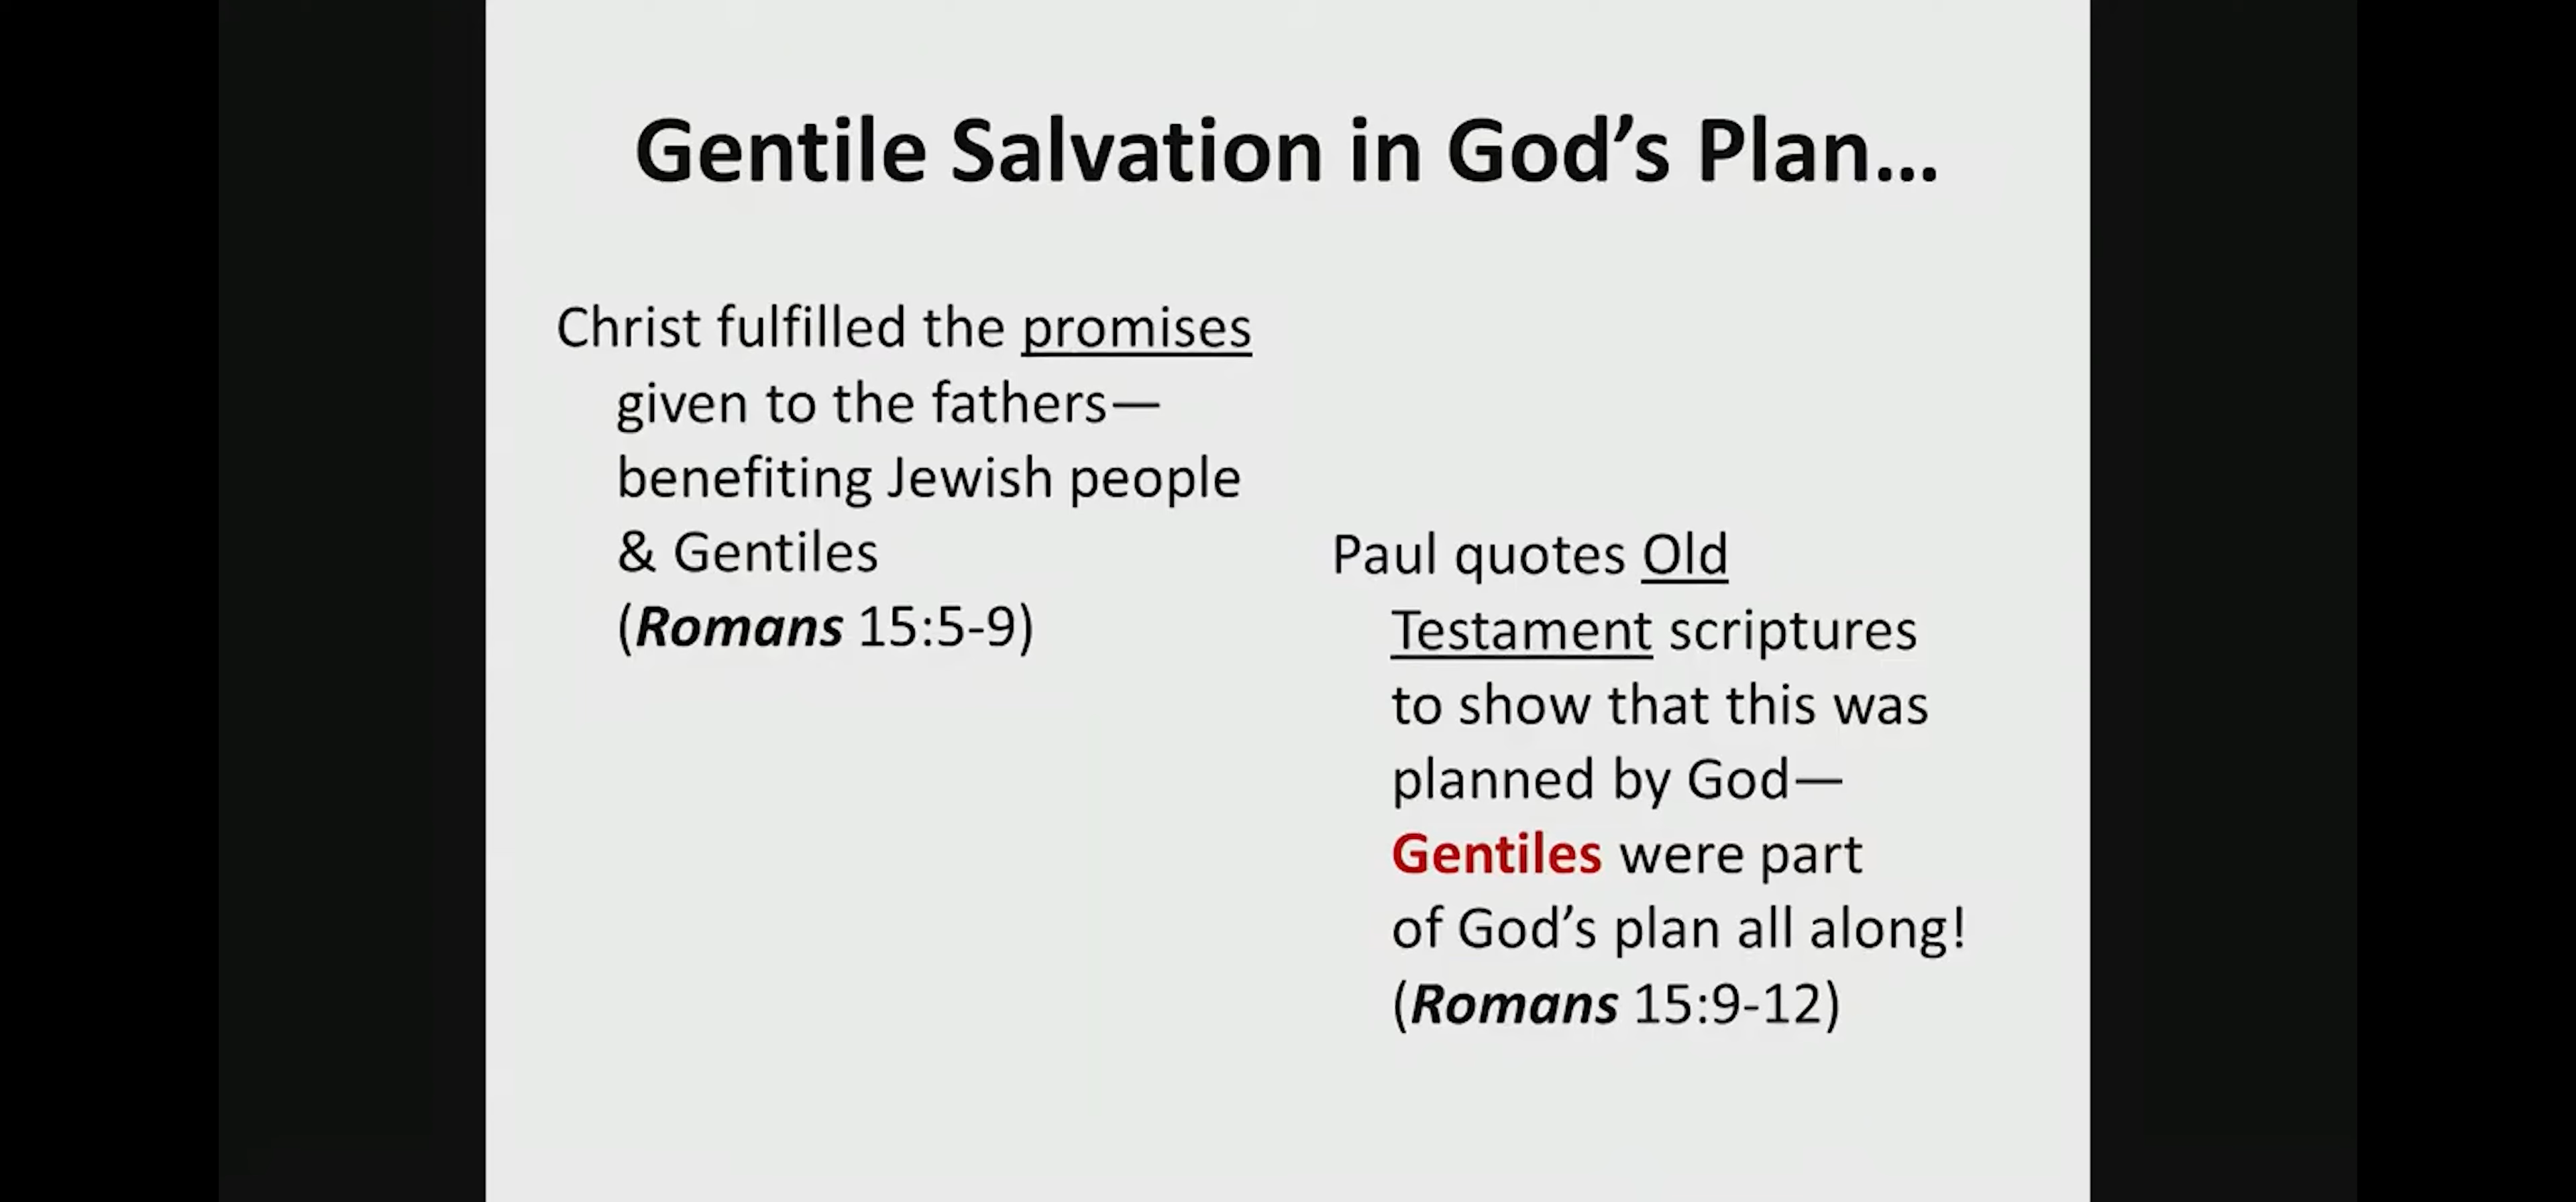 Gentile Salvation in God’s Plan...
Christ fulfilled the promises
given to the fathers—
benefiting Jewish people
& Gentiles
(Romans 15:5-9)
Paul quotes Old
Testament scriptures
to show that this was
planned by God—
Gentiles were part
of God’s plan all along!
(Romans 15:9-12)